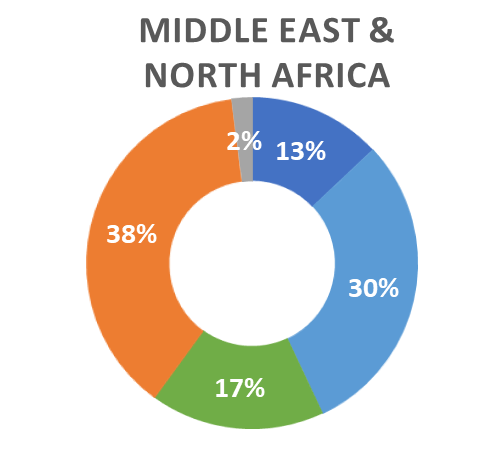 MIDDLE EAST &
NORTH AFRICA
2%
13%
38%
30%
17%